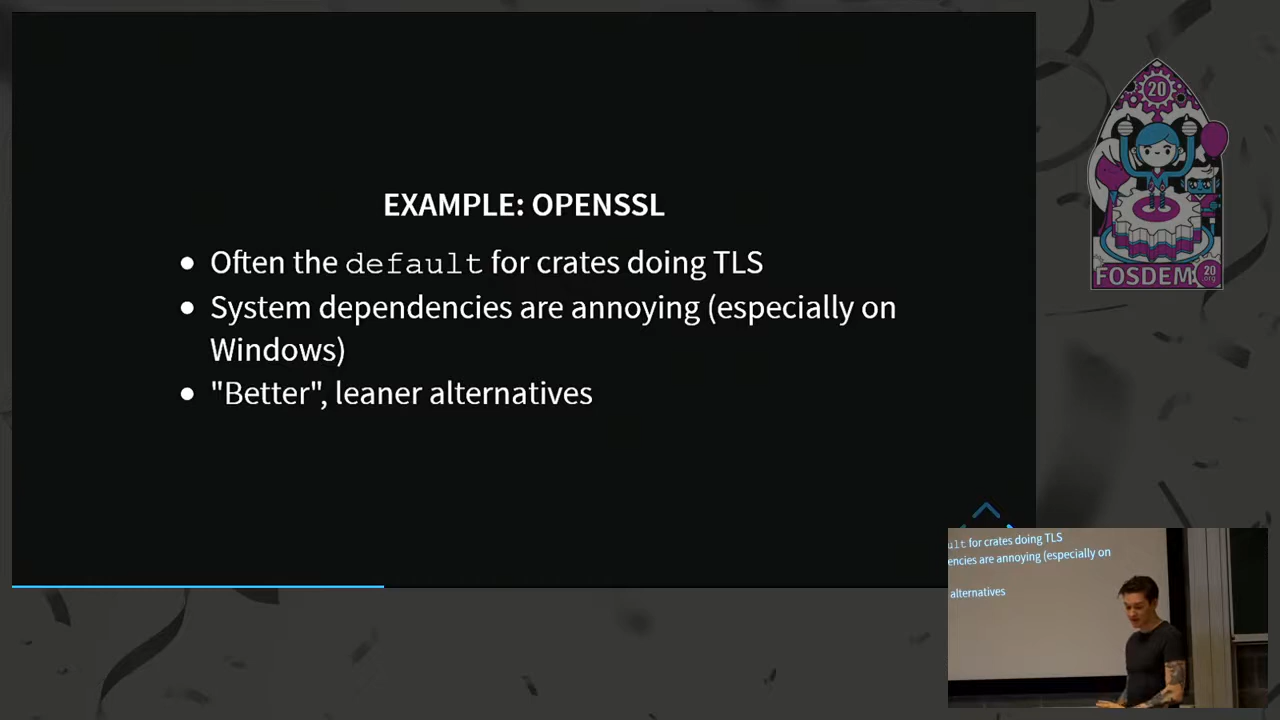 EXAMPLE: OPENSSL
• Often the default for crates doing TLS
• System dependencies are annoying (especially on
Windows)
• "Better", leaner alternatives
20
FOSDEM
20
.org
ult for crates doing TLS
encies are annoying (especially on
alternatives